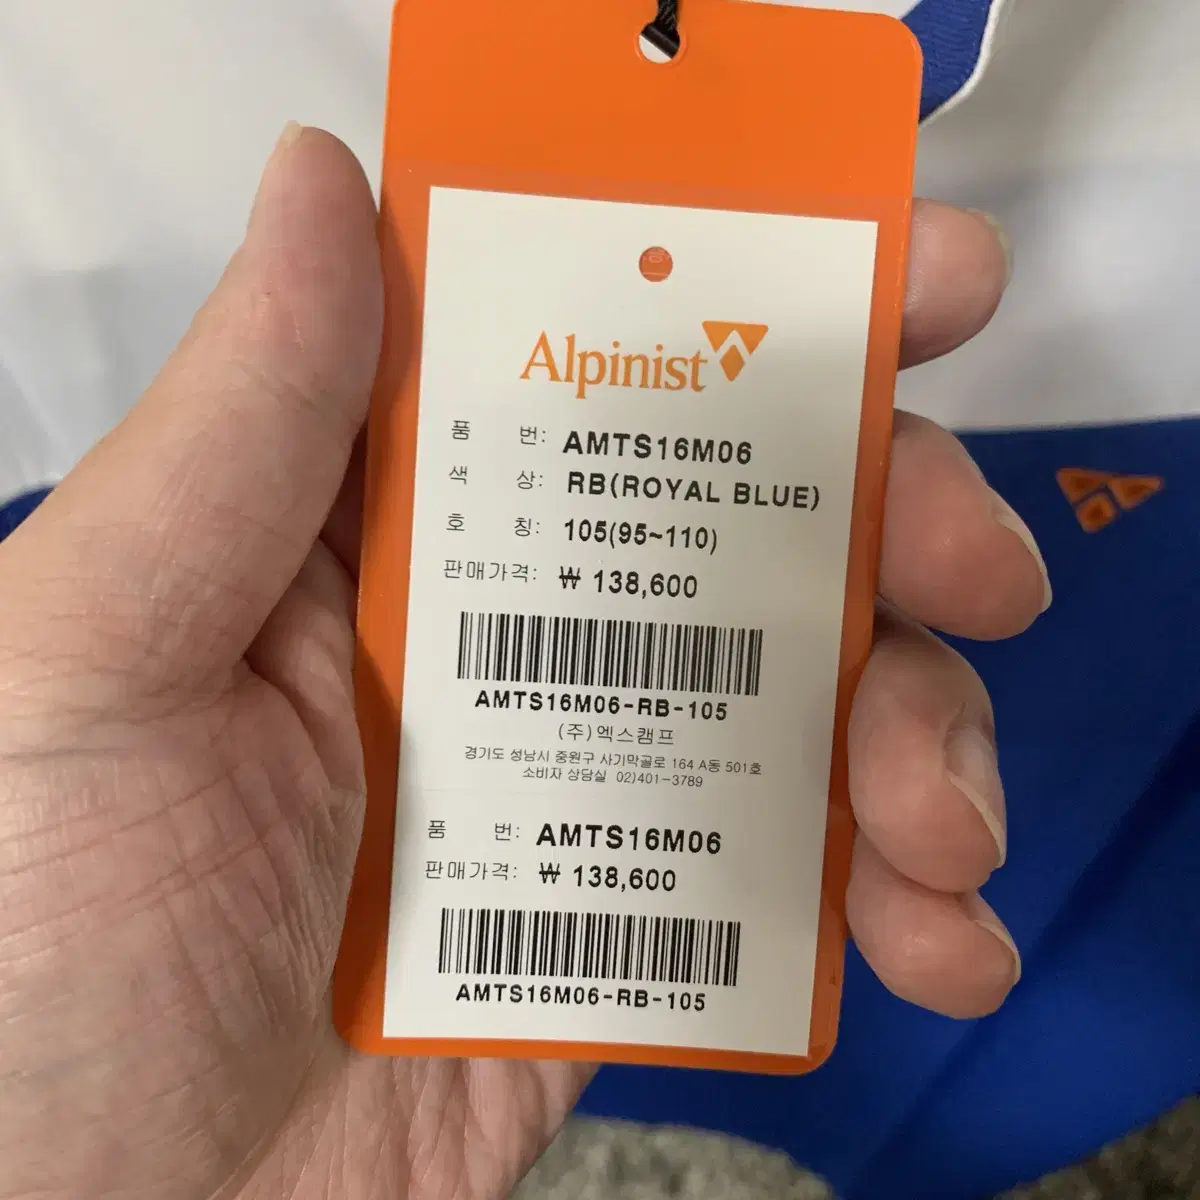 Alpinist
품 번: AMTS16M06
색 상: RB(ROYAL BLUE)
호 칭: 105(95~110)
판매가격: ₩ 138,600
AMTS16M06-RB-105
(주)엑스캠프
경기도 성남시 중원구 사기막골로 164 A동 501호
소비자 상담실 02)401-3789
품 번: AMTS16M06
판매가격: ₩ 138,600
AMTS16M06-RB-105